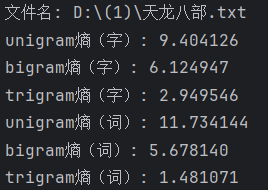 文件名: D:\(1)\天龙八部.txt
unigram熵（字）: 9.404126
bigram熵（字）: 6.124947
trigram熵（字）: 2.949546
unigram熵（词）: 11.734144
bigram熵（词）: 5.678140
trigram熵（词）: 1.481071